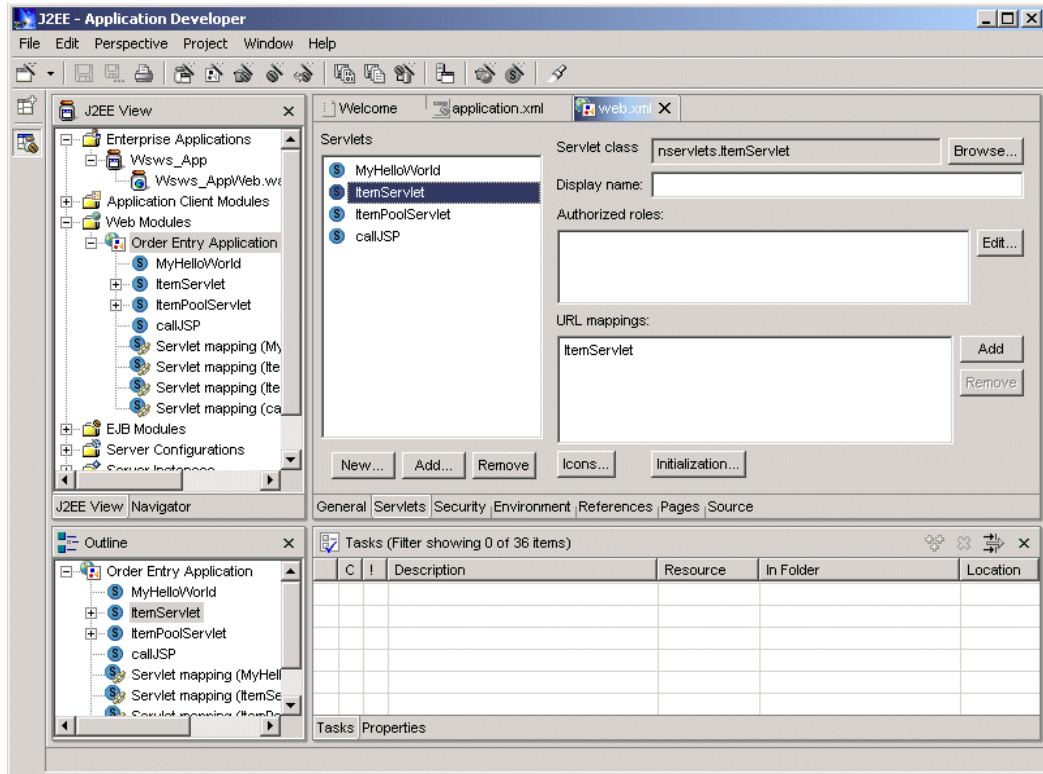 J2EE - Application Developer
File Edit Perspective Project Window Help
J2EE View
Enterprise Applications
Wsws_App
Wsws_AppWeb.wa
Application Client Modules
Web Modules
Order Entry Application
MyHelloWorld
ItemServlet
ItemPoolServlet
callJSP
Servlet mapping (My
Servlet mapping (Ite
Servlet mapping (Ite
Servlet mapping (ca
EJB Modules
Server Configurations
Server Instances
J2EE View Navigator
Welcome application.xml web.xml
Servlets
MyHelloWorld
ItemServlet
ItemPoolServlet
callJSP
New... Add... Remove
Servlet class nservlets.ItemServlet Browse...
Display name:
Authorized roles:
Edit...
URL mappings:
ItemServlet
Add
Remove
Icons... Initialization...
General Servlets Security Environment References Pages Source
Outline
Order Entry Application
MyHelloWorld
ItemServlet
ItemPoolServlet
callJSP
Servlet mapping (MyHell
Servlet mapping (ItemSe
Servlet mapping (ItemPo
Tasks (Filter showing 0 of 36 items)
C ! Description Resource In Folder Location
Tasks Properties